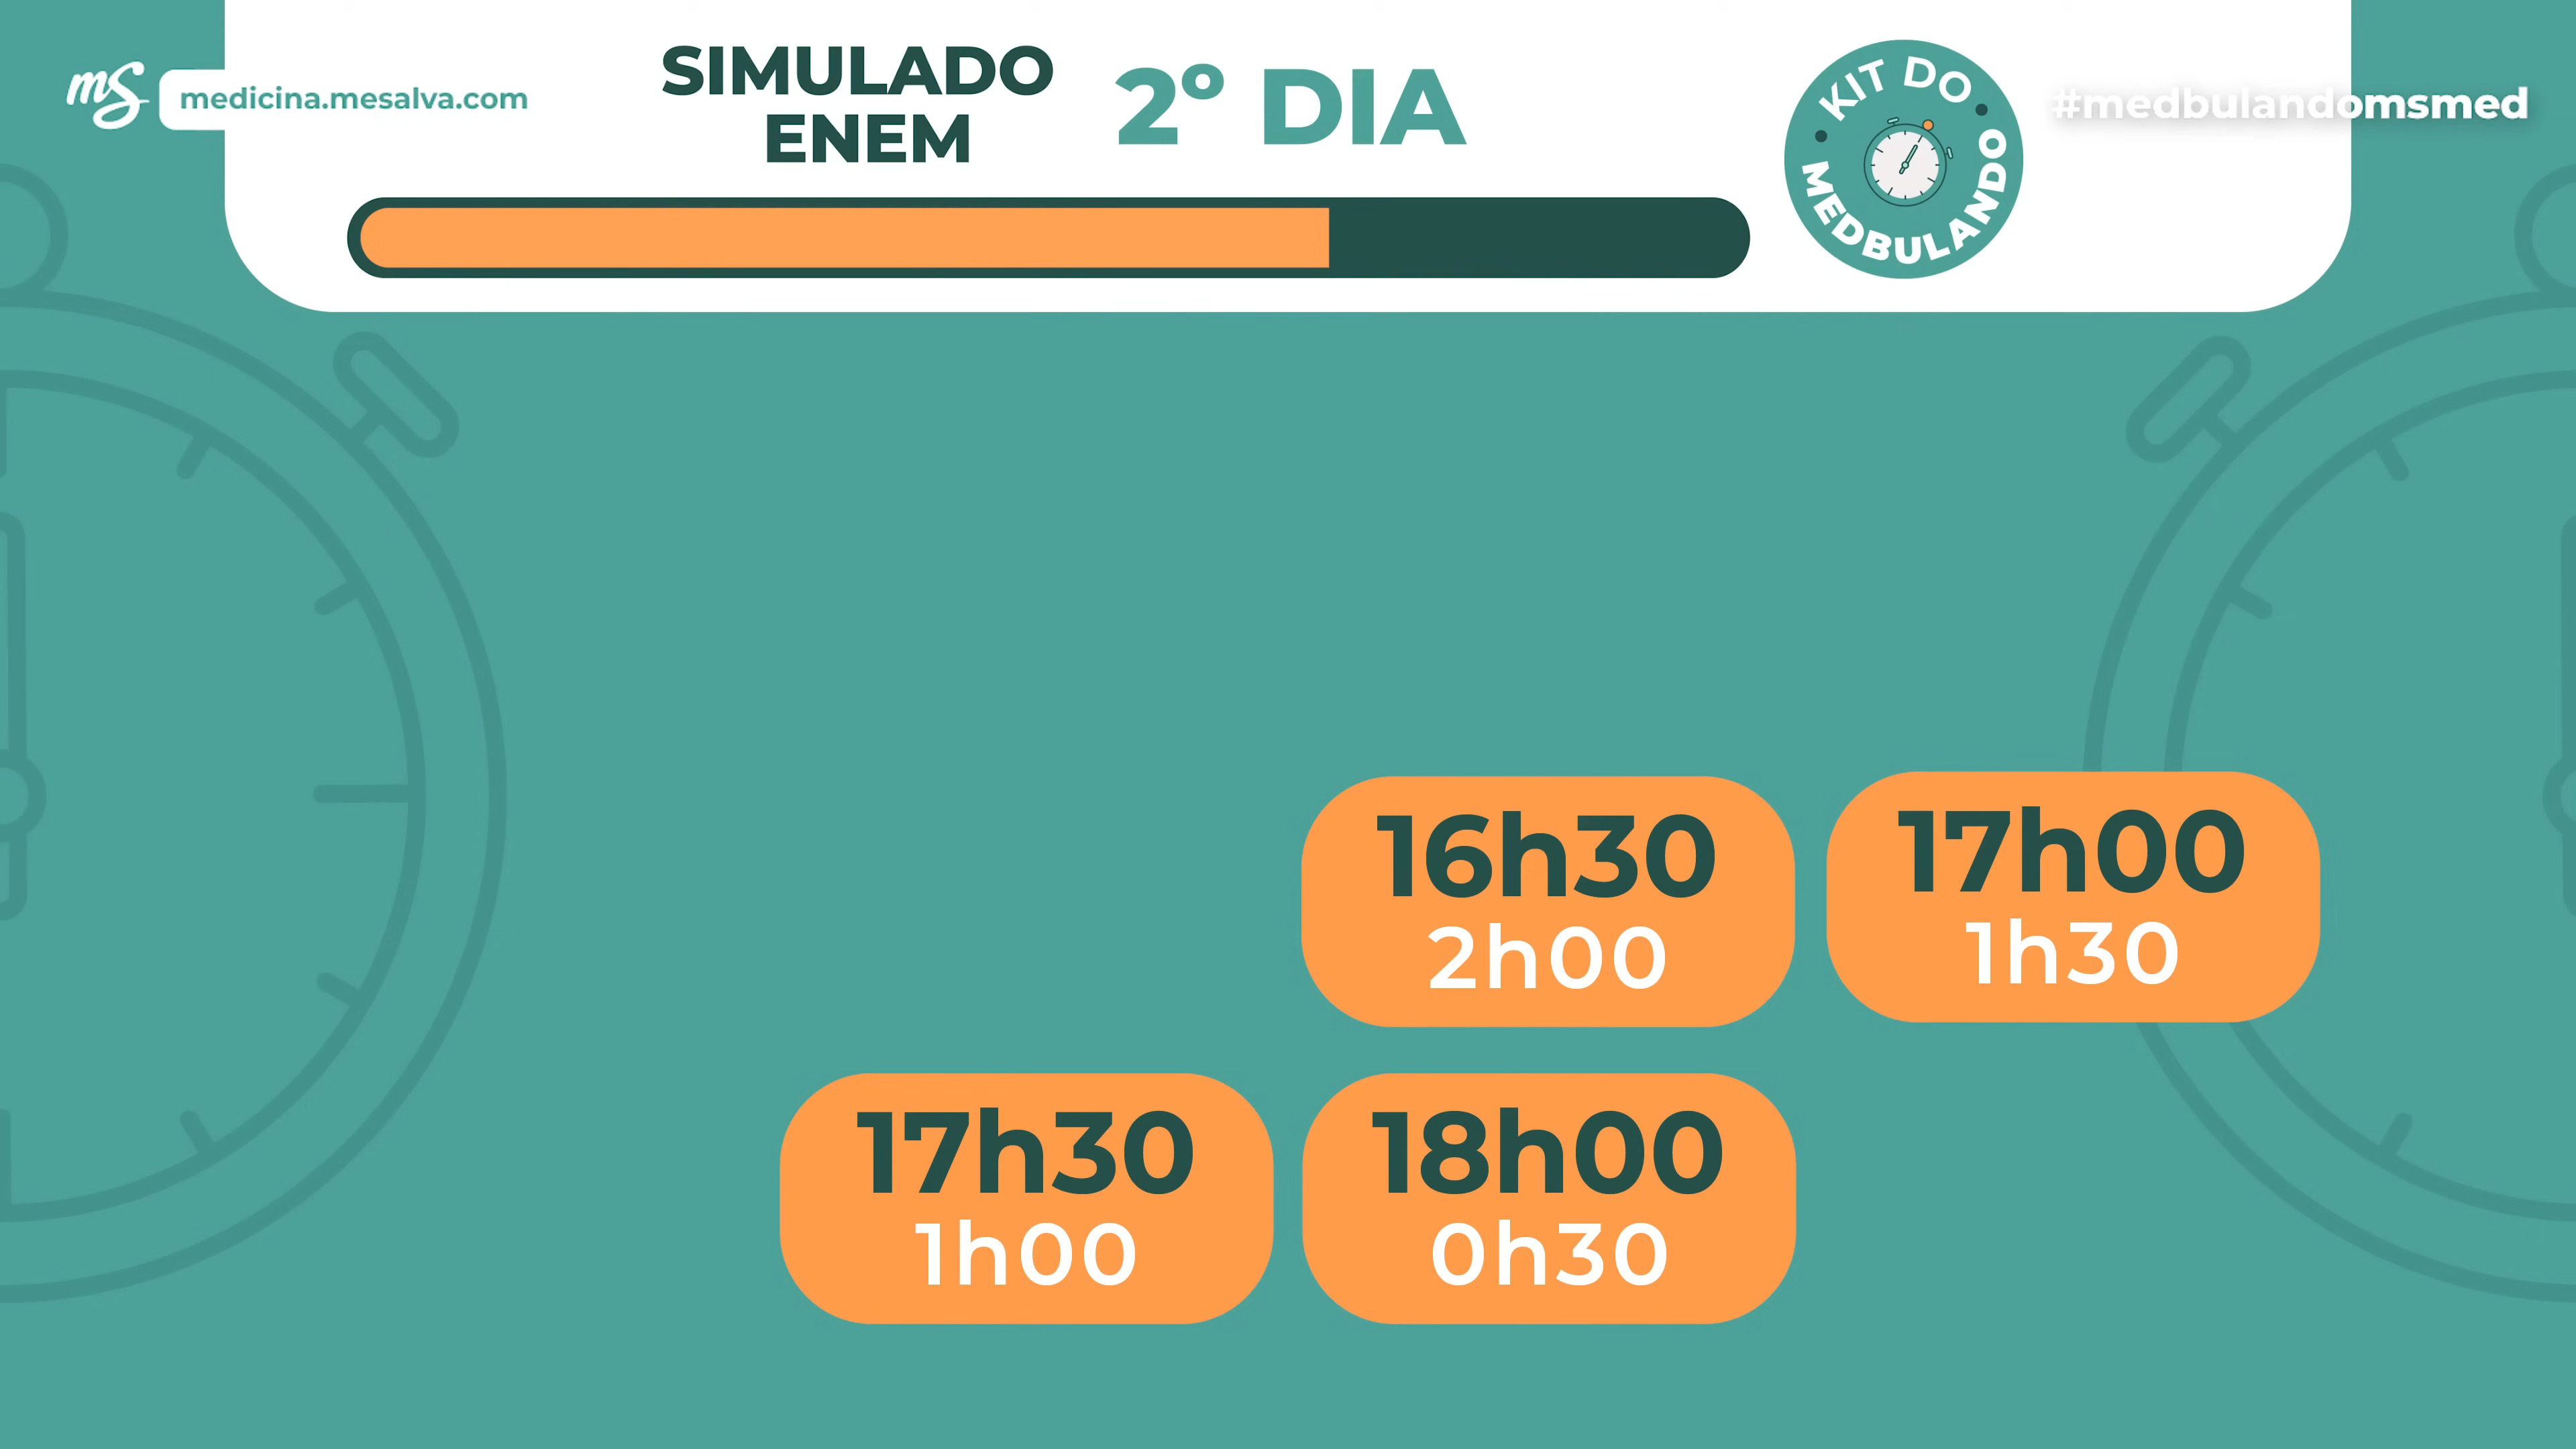 ms medicina.mesalva.com
SIMULADO
ENEM
2º DIA
KIT DO
MEDBULANDO
#medbulandomsmed
16h30
2h00
17h00
1h30
17h30
1h00
18h00
0h30